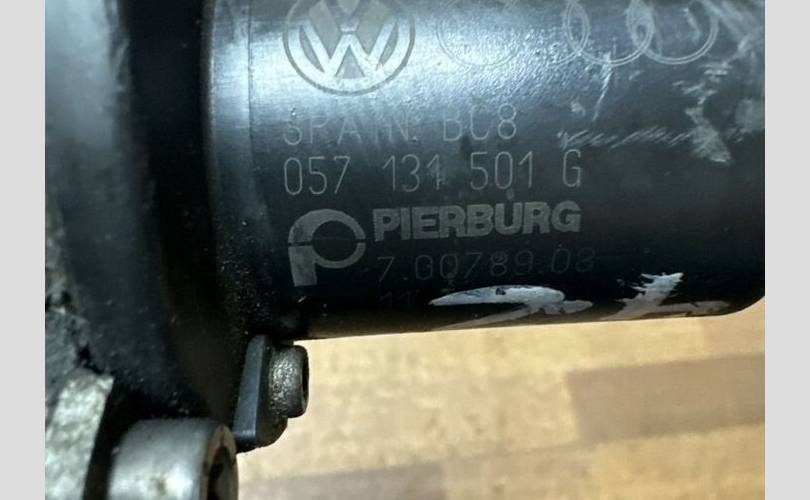 SPAIN BC8
057 131 501 G
PIERBURG
7.00789.08